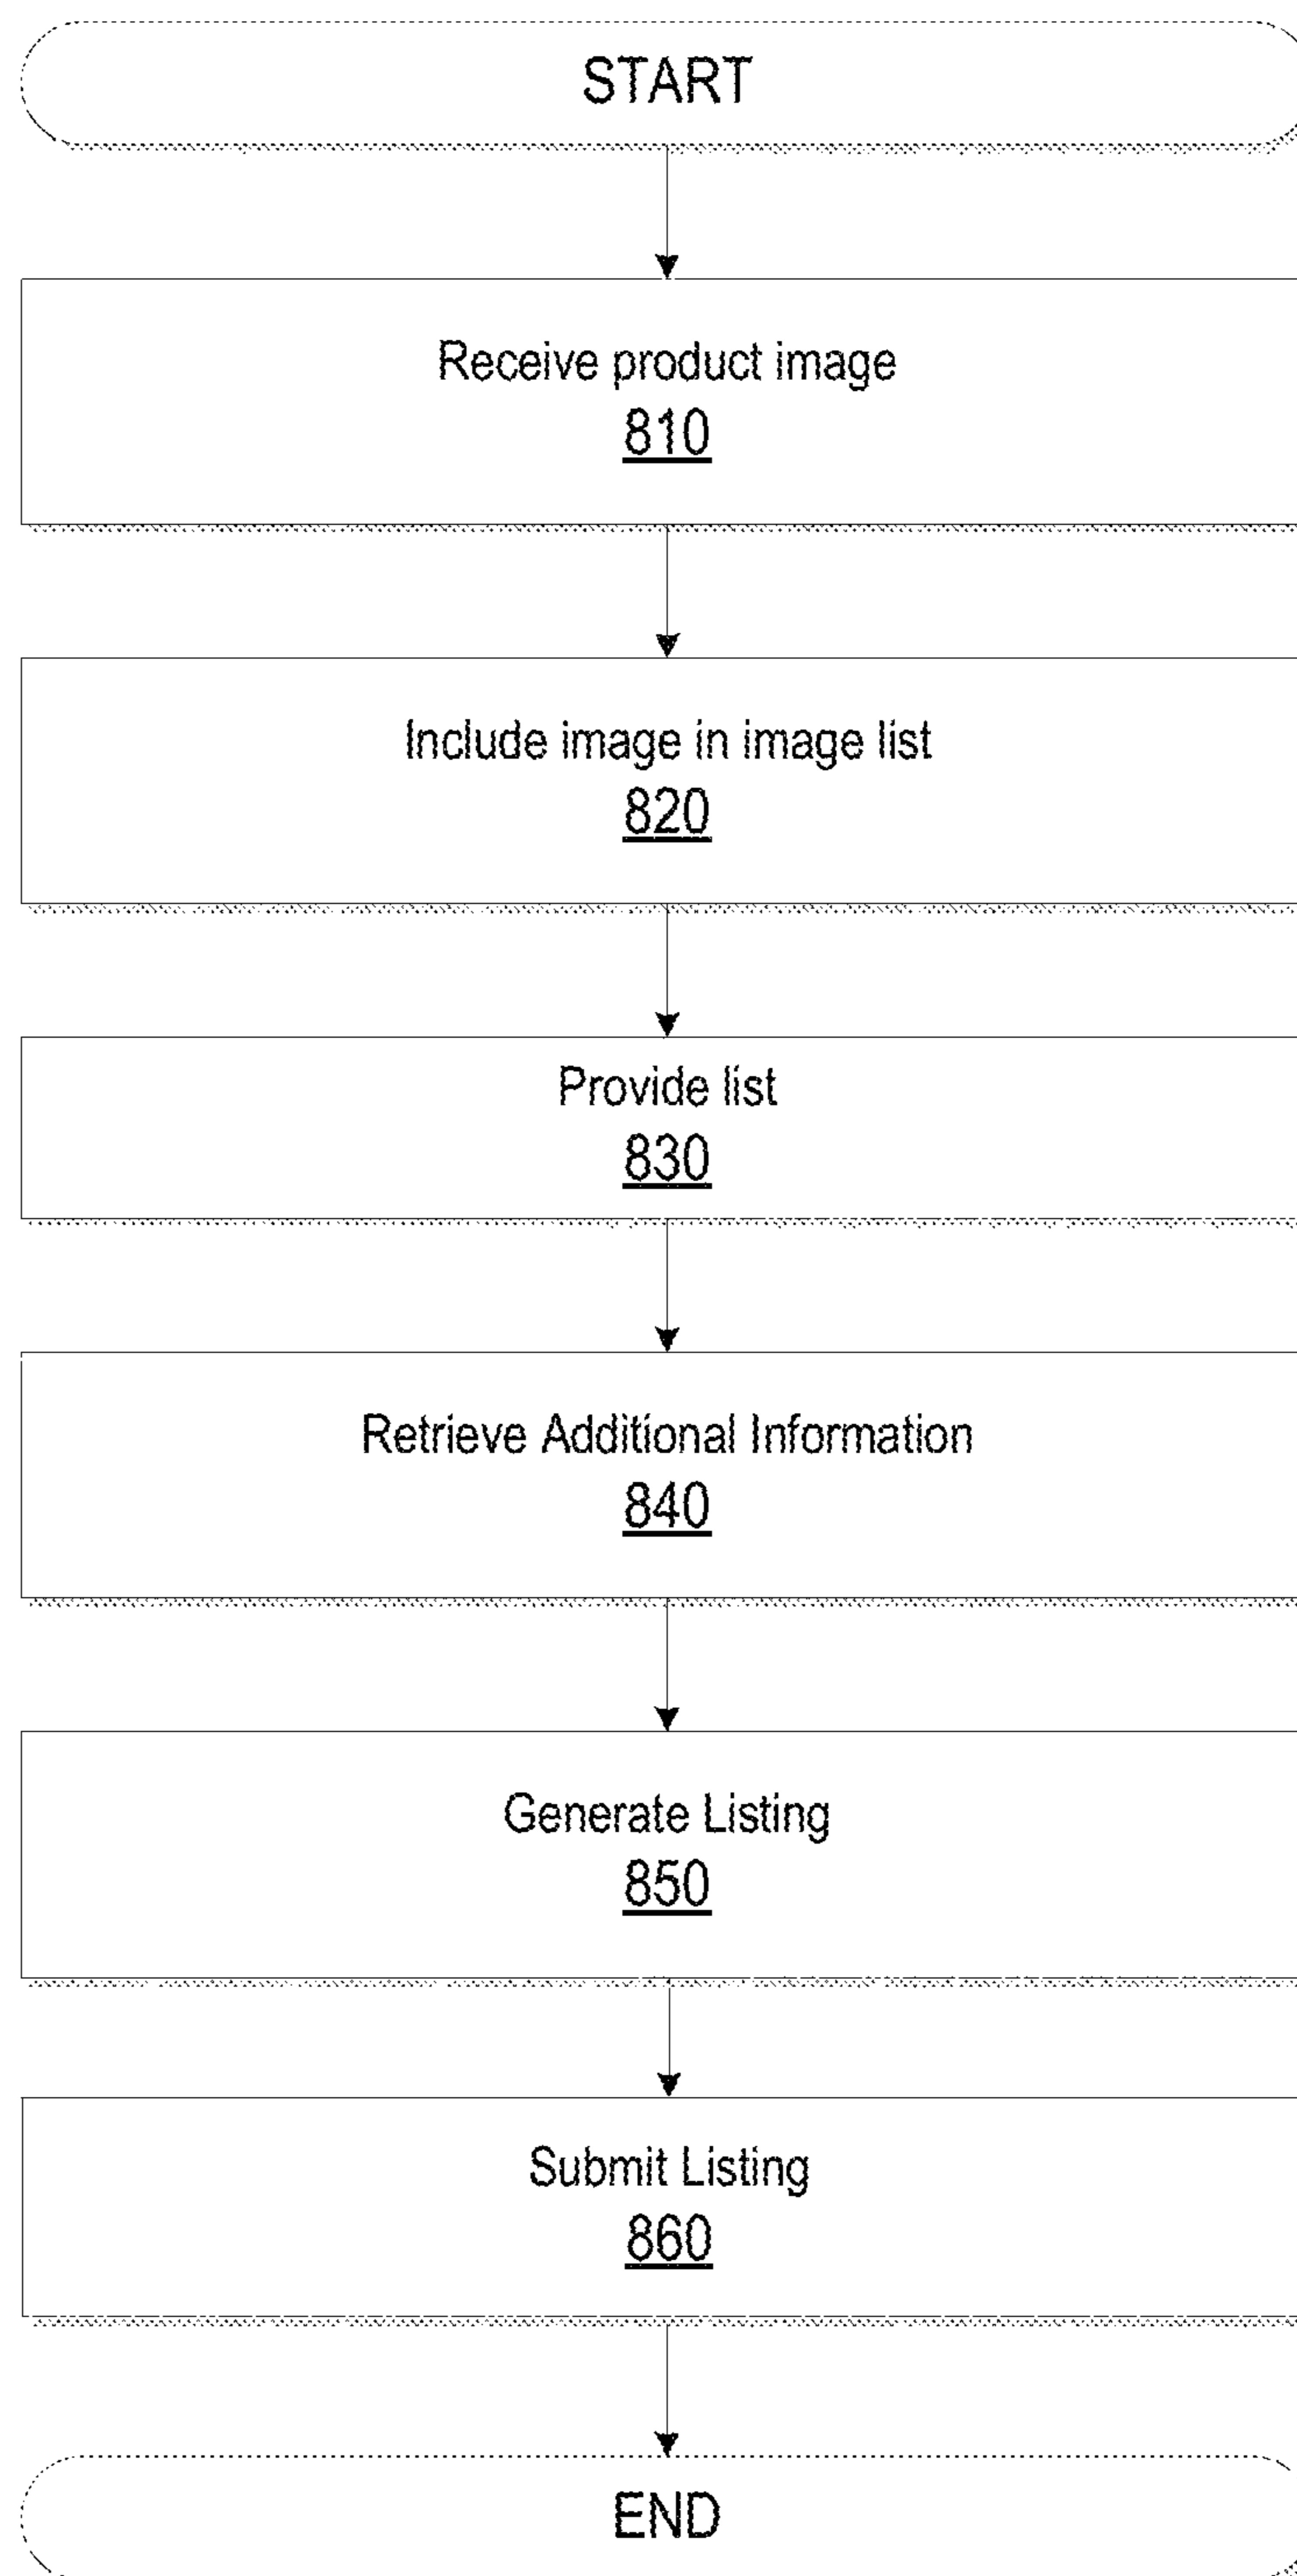 START
Receive product image
810
Include image in image list
820
Provide list
830
Retrieve Additional Information
840
Generate Listing
850
Submit Listing
860
END